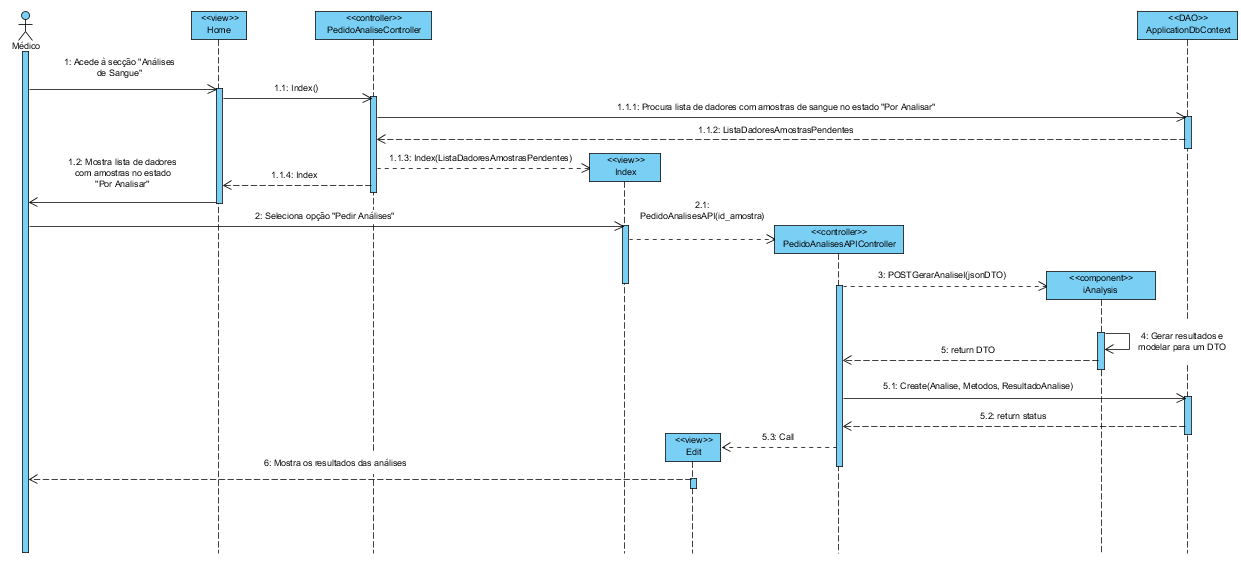 Médico
<<view>>
Home
<<controller>>
PedidoAnaliseController
<<DAO>>
ApplicationDbContext
1: Acede à secção "Análises
de Sangue"
1.1: Index()
1.1.1: Procura lista de dadores com amostras de sangue no estado "Por Analisar"
1.1.2: ListaDadoresAmostrasPendentes
1.2: Mostra lista de dadores
com amostras no estado
"Por Analisar"
1.1.3: Index(ListaDadoresAmostrasPendentes)
<<view>>
Index
1.1.4: Index
2: Seleciona opção "Pedir Análises"
2.1:
PedidoAnalisesAPI(id_amostra)
<<controller>>
PedidoAnalisesAPIController
3: POSTGerarAnaliseI(jsonDTO)
<<component>>
iAnalysis
4: Gerar resultados e
modelar para um DTO
5: return DTO
5.1: Create(Analise, Metodos, ResultadoAnalise)
5.2: return status
5.3: Call
<<view>>
Edit
6: Mostra os resultados das análises